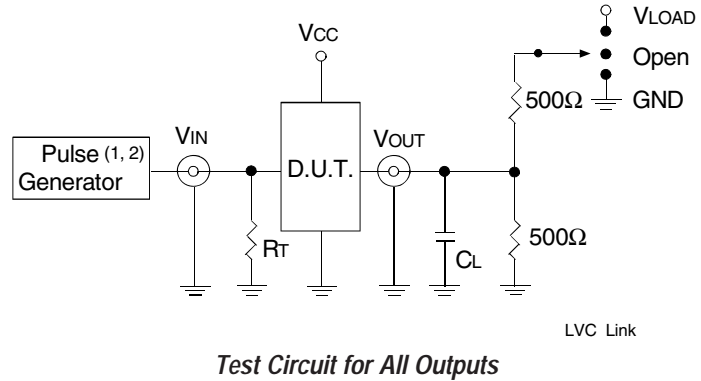 VLOAD
VCC
Open
500Ω
GND
VIN
VOUT
Pulse (1, 2)
Generator
D.U.T.
RT
CL
500Ω
LVC Link
Test Circuit for All Outputs